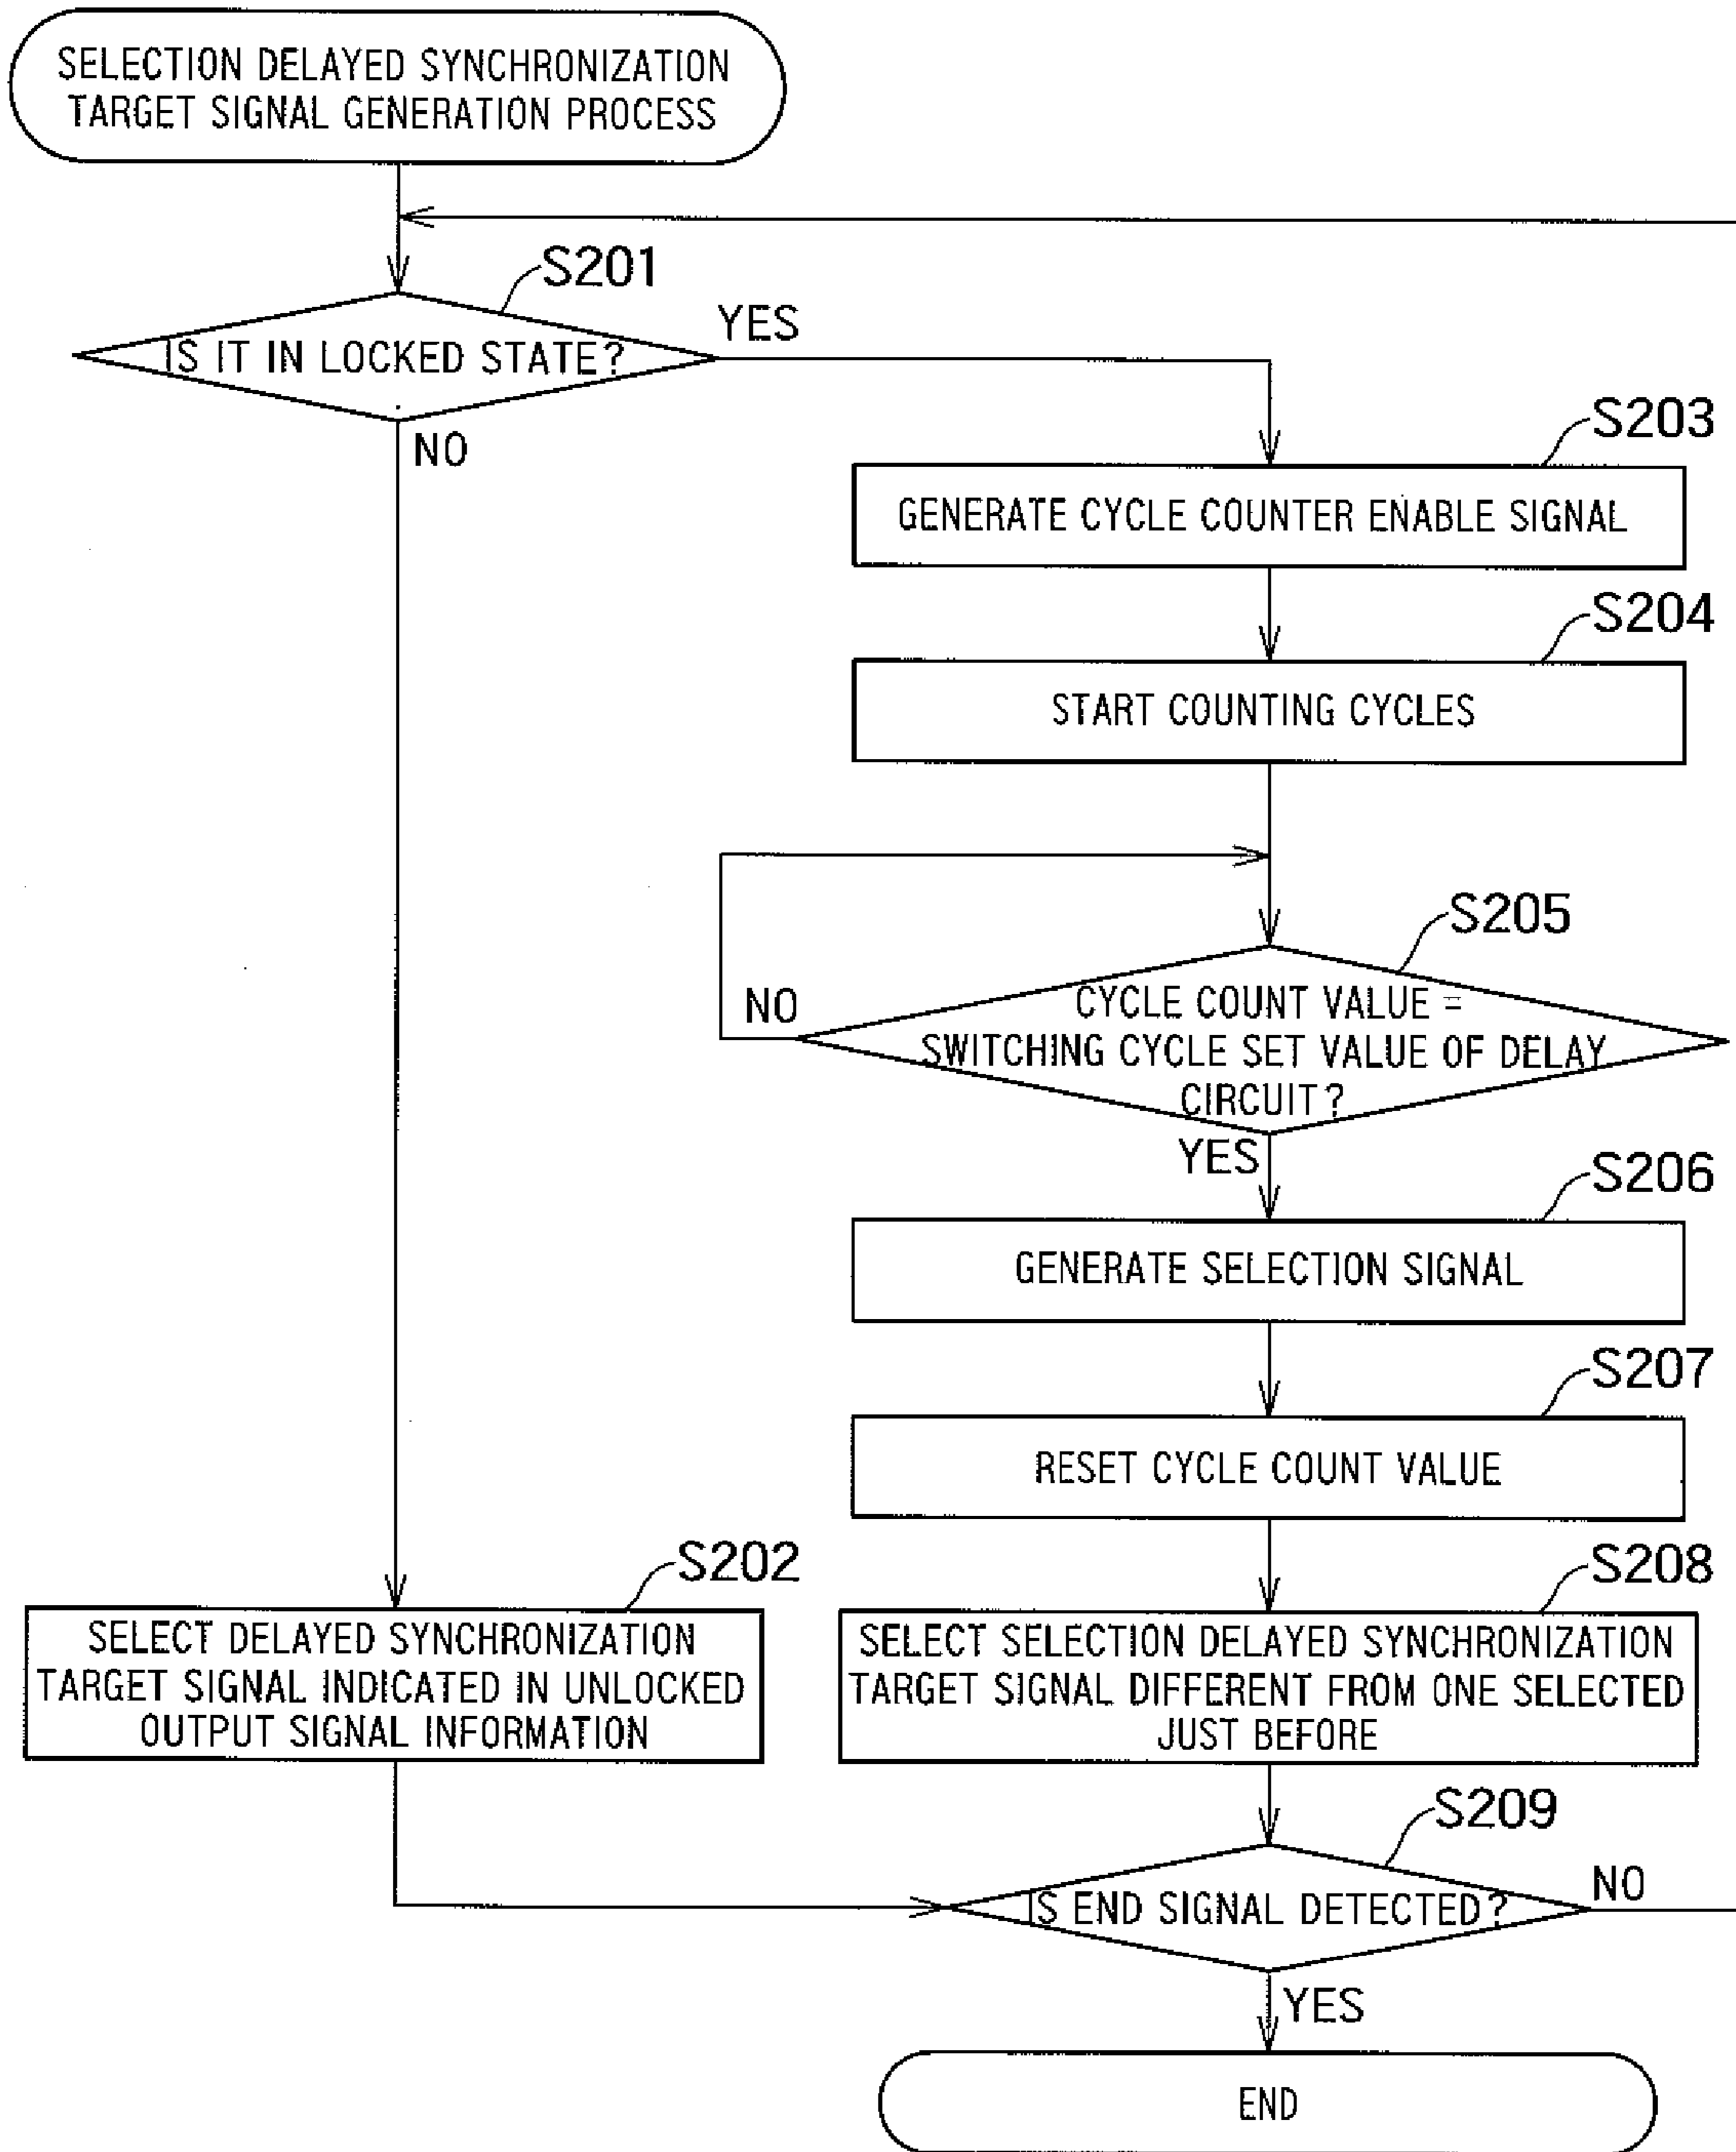 SELECTION DELAYED SYNCHRONIZATION
TARGET SIGNAL GENERATION PROCESS
S201
IS IT IN LOCKED STATE?
YES
NO
S203
GENERATE CYCLE COUNTER ENABLE SIGNAL
S204
START COUNTING CYCLES
S205
CYCLE COUNT VALUE =
SWITCHING CYCLE SET VALUE OF DELAY
CIRCUIT?
NO
YES
S206
GENERATE SELECTION SIGNAL
S207
RESET CYCLE COUNT VALUE
S202
SELECT DELAYED SYNCHRONIZATION
TARGET SIGNAL INDICATED IN UNLOCKED
OUTPUT SIGNAL INFORMATION
S208
SELECT SELECTION DELAYED SYNCHRONIZATION
TARGET SIGNAL DIFFERENT FROM ONE SELECTED
JUST BEFORE
S209
IS END SIGNAL DETECTED?
NO
YES
END